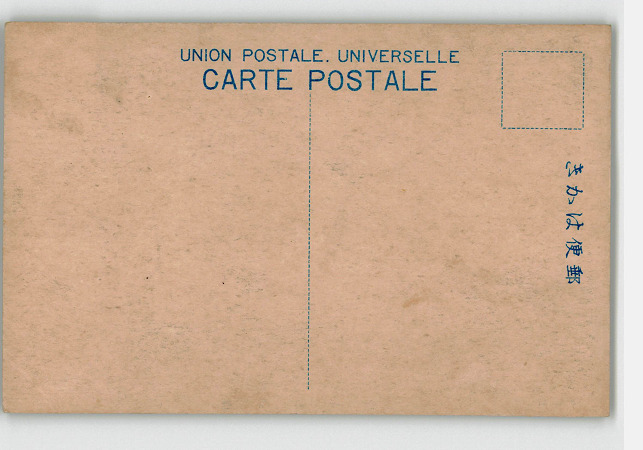 UNION POSTALE. UNIVERSELLE
CARTE POSTALE
きかは便郵